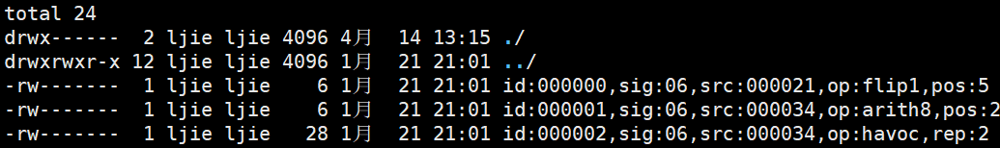 total 24
drwx------  2 ljie ljie 4096 4月  14 13:15 ./
drwxrwxr-x 12 ljie ljie 4096 1月  21 21:01 ../
-rw-------  1 ljie ljie    6 1月  21 21:01 id:000000,sig:06,src:000021,op:flip1,pos:5
-rw-------  1 ljie ljie    6 1月  21 21:01 id:000001,sig:06,src:000034,op:arith8,pos:2
-rw-------  1 ljie ljie   28 1月  21 21:01 id:000002,sig:06,src:000034,op:havoc,rep:2